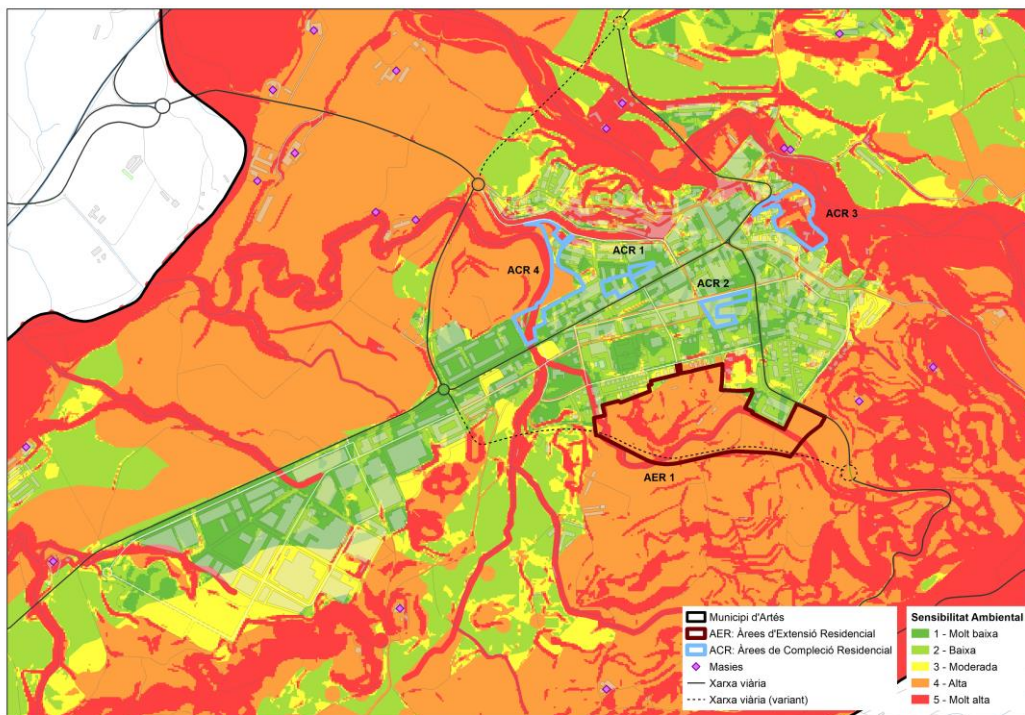 ACR 3
ACR 1
ACR 4
ACR 2
AER 1
Municipi d'Artés
AER: Àrees d'Extensió Residencial
ACR: Àrees de Compleció Residencial
Masies
Xarxa viària
Xarxa viària (variant)
Sensibilitat Ambiental
1 - Molt baixa
2 - Baixa
3 - Moderada
4 - Alta
5 - Molt alta